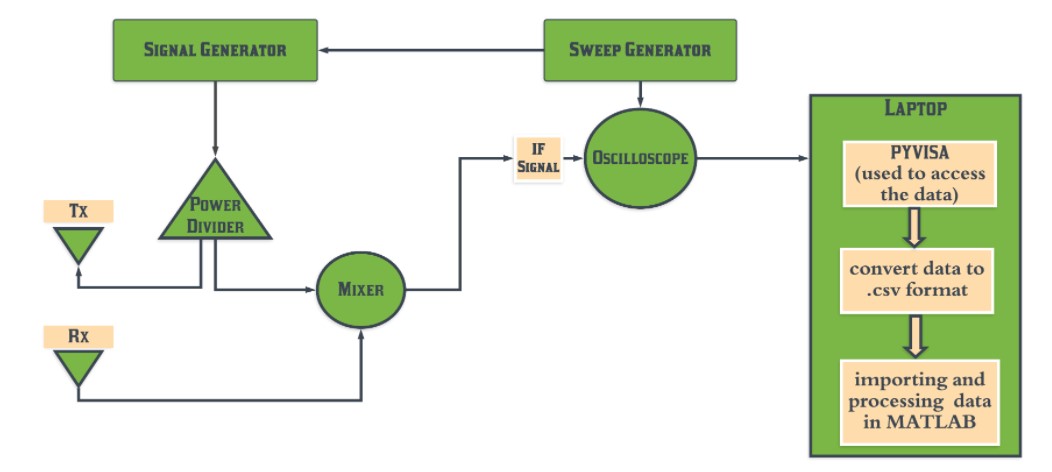 Signal Generator
Sweep Generator
Laptop
IF
Signal
Oscilloscope
PYVISA
(used to access
the data)
Tx
Power
Divider
convert data to
.csv format
Mixer
Rx
importing and
processing data
in MATLAB